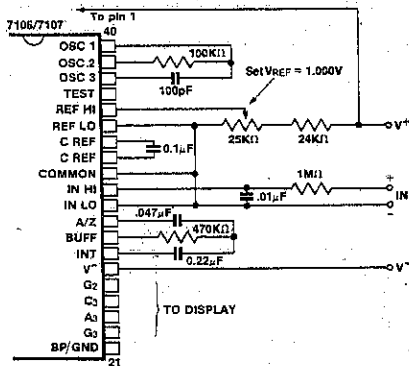 To pin 1
7106/7107
40
OSC 1
OSC.2
OSC 3
TEST
REF HI
REF LO
C REF
C REF
COMMON
IN HI
IN LO
A/Z
BUFF
INT
V-
G2
C3
A3
G3
BP/GND
21
100KΩ
100pF
Set VREF = 1.000V
25KΩ
24KΩ
V+
0.1µF
1MΩ
+
IN
-
.01µF
.047µF
470KΩ
0.22µF
V-
TO DISPLAY